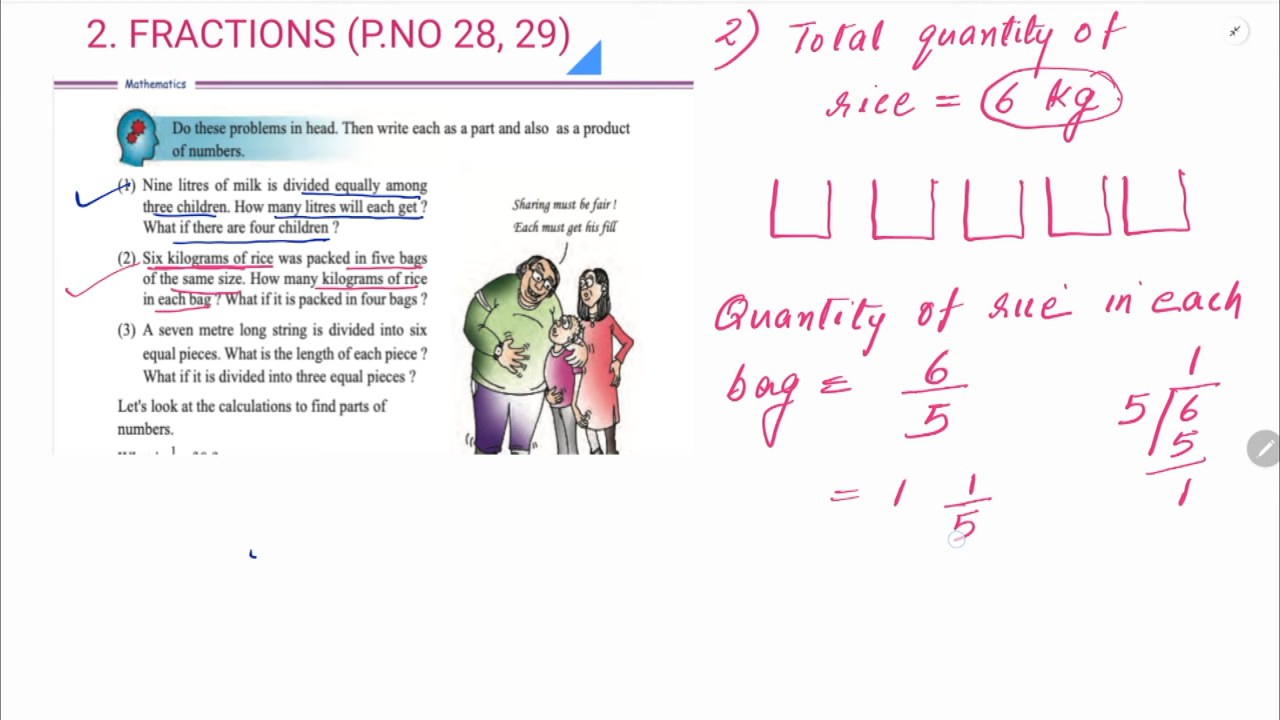 2. FRACTIONS (P.NO 28, 29)
Mathematics
Do these problems in head. Then write each as a part and also as a product
of numbers.
(1) Nine litres of milk is divided equally among
three children. How many litres will each get ?
What if there are four children ?
(2) Six kilograms of rice was packed in five bags
of the same size. How many kilograms of rice
in each bag ? What if it is packed in four bags ?
(3) A seven metre long string is divided into six
equal pieces. What is the length of each piece ?
What if it is divided into three equal pieces ?
Let's look at the calculations to find parts of
numbers.
Sharing must be fair !
Each must get his fill
2) Total quantity of
rice = 6 kg
Quantity of rice in each
bag = 6/5
= 1 1/5
1
5 6
5
1